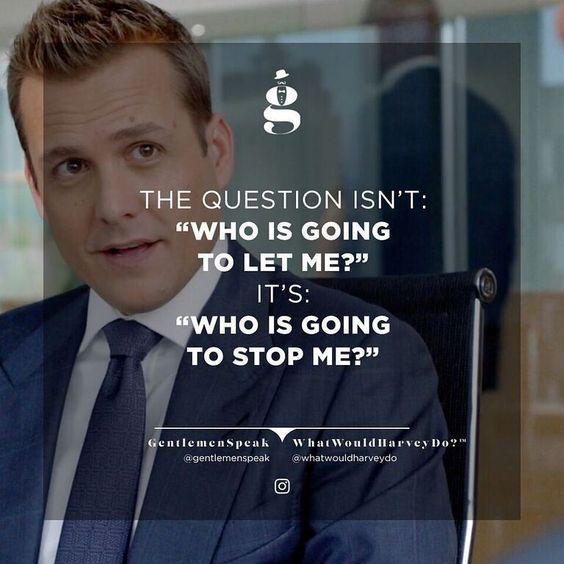 g
THE QUESTION ISN’T:
“WHO IS GOING
TO LET ME?”
IT’S:
“WHO IS GOING
TO STOP ME?”
GentlemenSpeak WhatWouldHarveyDo?™
@gentlemenspeak @whatwouldharveydo